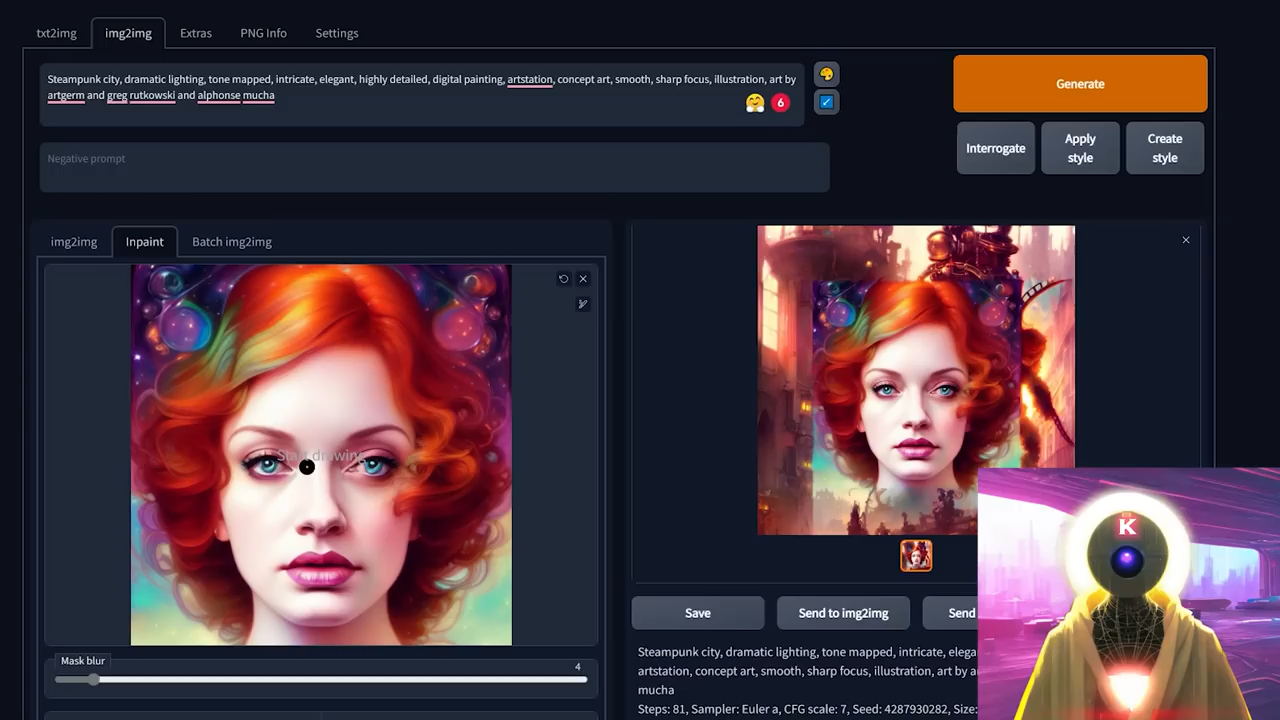 txt2img
img2img
Extras
PNG Info
Settings
Steampunk city, dramatic lighting, tone mapped, intricate, elegant, highly detailed, digital painting, artstation, concept art, smooth, sharp focus, illustration, art by
artgerm and greg rutkowski and alphonse mucha
6
Generate
Interrogate
Apply
style
Create
style
Negative prompt
img2img
Inpaint
Batch img2img
Start drawing
Mask blur
4
Save
Send to img2img
Send
Steampunk city, dramatic lighting, tone mapped, intricate, elega
artstation, concept art, smooth, sharp focus, illustration, art by a
mucha
Steps: 81, Sampler: Euler a, CFG scale: 7, Seed: 4287930282, Size:
K